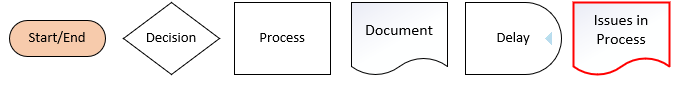 Start/End
Decision
Process
Document
Delay
Issues in
Process